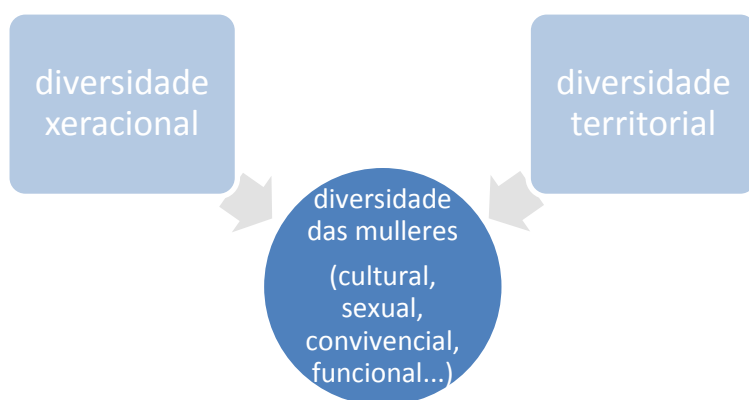 diversidade
xeracional
diversidade
territorial
diversidade
das mulleres
(cultural,
sexual,
convivencial,
funcional...)